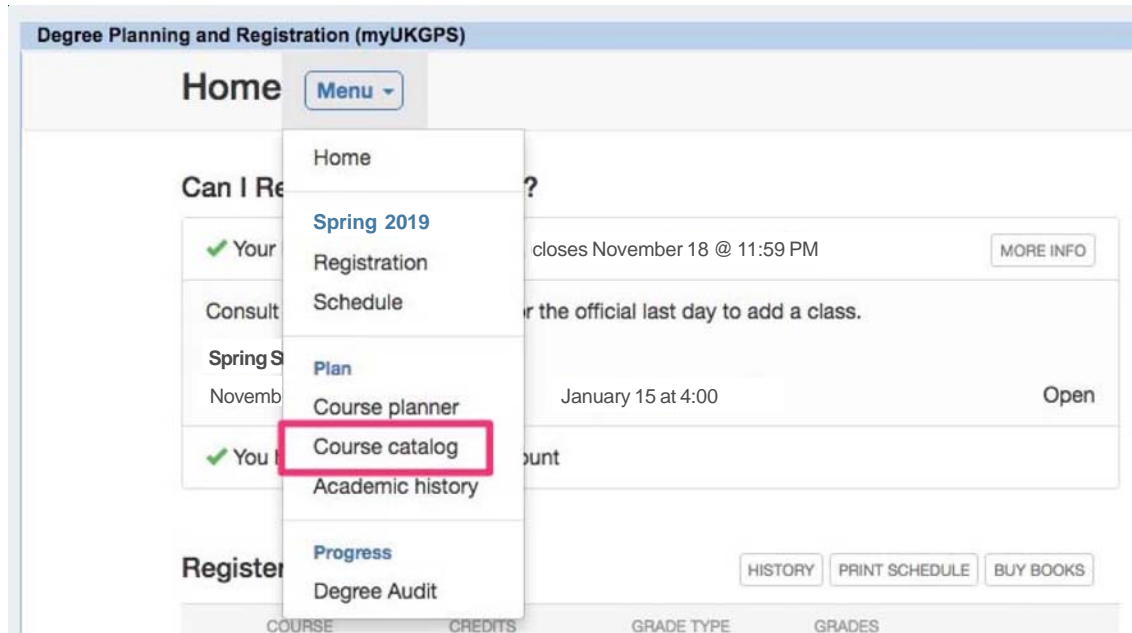 Degree Planning and Registration (myUKGPS)
Home Menu
Home
Can I Re ?
Spring 2019
Your closes November 18 @ 11:59 PM MORE INFO
Registration
Schedule
Consult r the official last day to add a class.
Spring S
Plan
Novemb January 15 at 4:00 Open
Course planner
Course catalog
You ount
Academic history
Progress
Register HISTORY PRINT SCHEDULE BUY BOOKS
Degree Audit
COURSE CREDITS GRADE TYPE GRADES